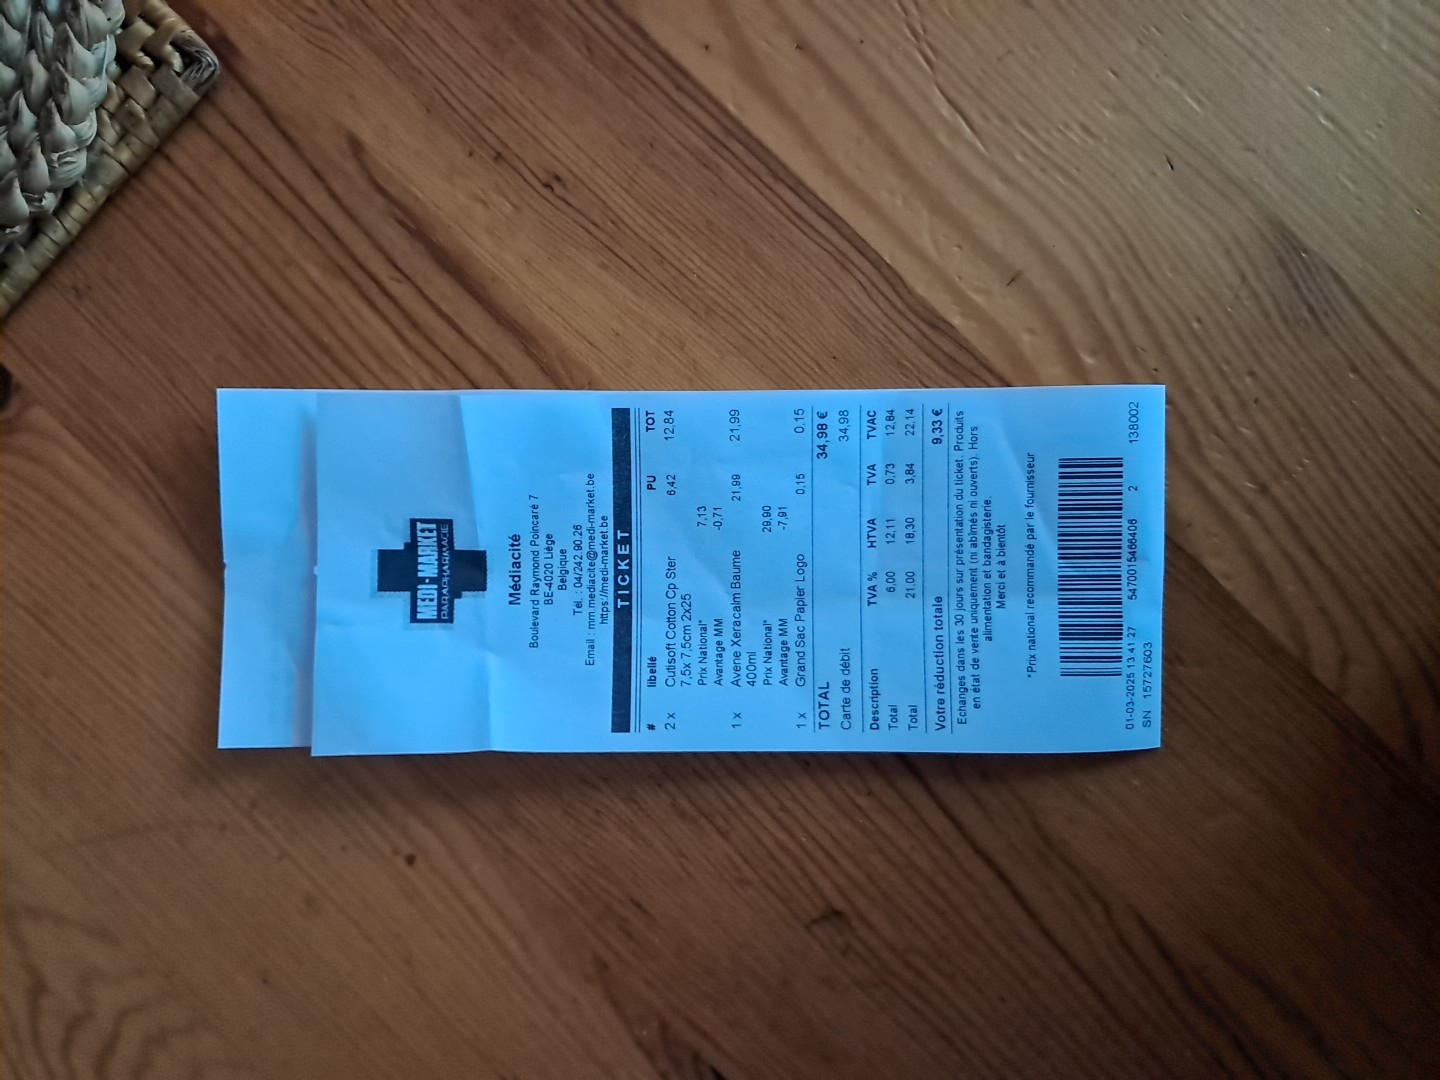 MEDI-MARKET
PARAPHARMACIE
Médiacité
Boulevard Raymond Poincaré 7
BE-4020 Liège
Belgique
Tél. : 04/242.90.26
Email : mm.mediacite@medi-market.be
https://medi-market.be
TICKET
# libellé PU TOT
2 x Cutisoft Cotton Cp Ster 6,42 12,84
7,5x 7,5cm 2x25
Prix National* 7,13
Avantage MM -0,71
1 x Avene Xeracalm Baume 21,99 21,99
400ml
Prix National* 29,90
Avantage MM -7,91
1 x Grand Sac Papier Logo 0,15 0,15
TOTAL 34,98 €
Carte de débit 34,98
Description TVA % HTVA TVA TVAC
Total 6,00 12,11 0,73 12,84
Total 21,00 18,30 3,84 22,14
Votre réduction totale 9,33 €
Echanges dans les 30 jours sur présentation du ticket. Produits
en état de vente uniquement (ni abîmés ni ouverts). Hors
alimentation et bandagisterie.
Merci et à bientôt
*Prix national recommandé par le fournisseur
01-03-2025 13:41:27 5470015466406 2 138002
SN 15727603